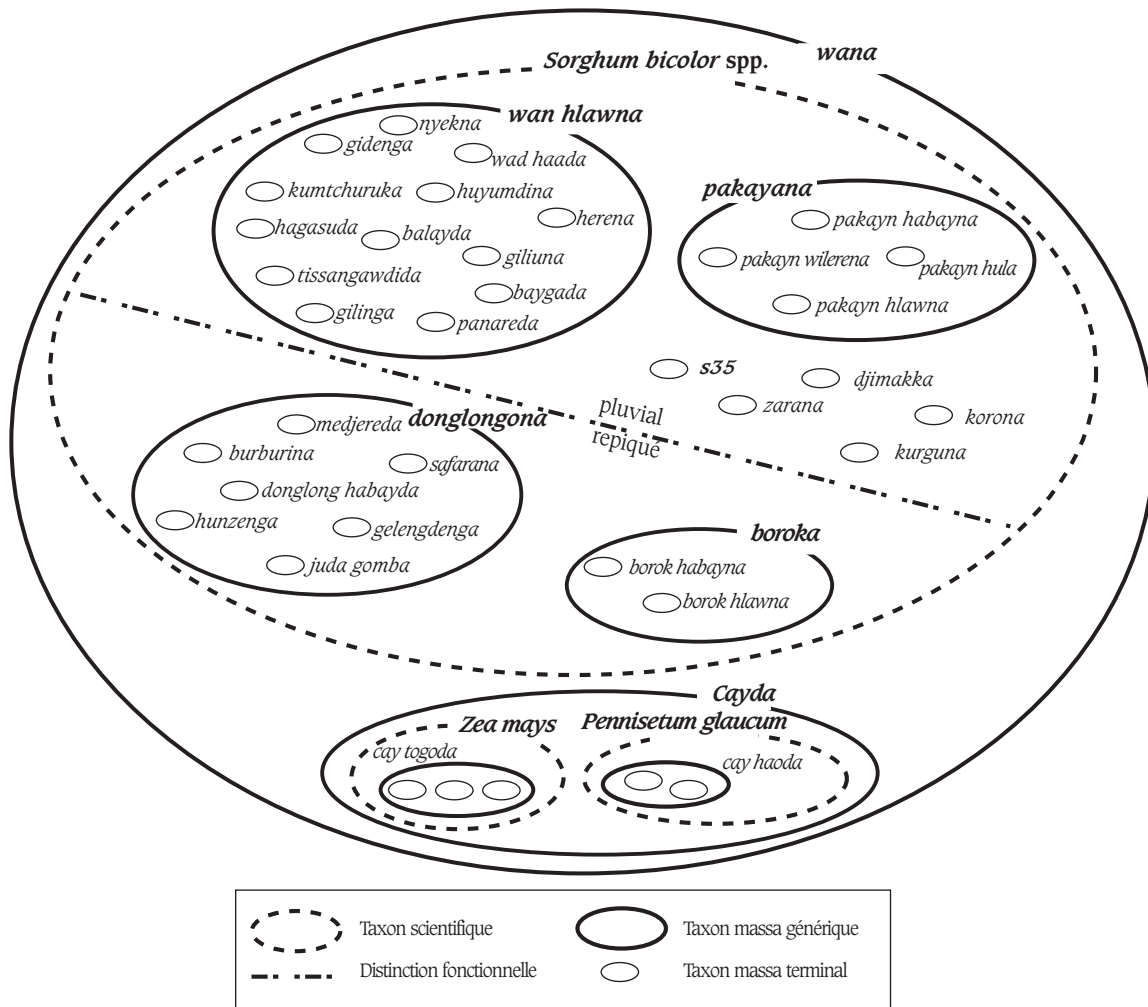 wana
Sorghum bicolor spp.
wan hlawna
nyekna
gidenga
wad haada
kumtchuruka
huyumdina
herena
hagasuda
balayda
giliuna
tissangawdida
baygada
gilinga
panareda
pakayana
pakayn habayna
pakayn wilerena
pakayn hula
pakayn hlawna
s35
djimakka
zarana
korona
kurguna
pluvial
repiqué
donglongona
medjereda
burburina
safarana
donglong habayda
hunzenga
gelengdenga
juda gomba
boroka
borok habayna
borok hlawna
Cayda
Zea mays
Pennisetum glaucum
cay togoda
cay haoda
Taxon scientifique
Taxon massa générique
Distinction fonctionnelle
Taxon massa terminal